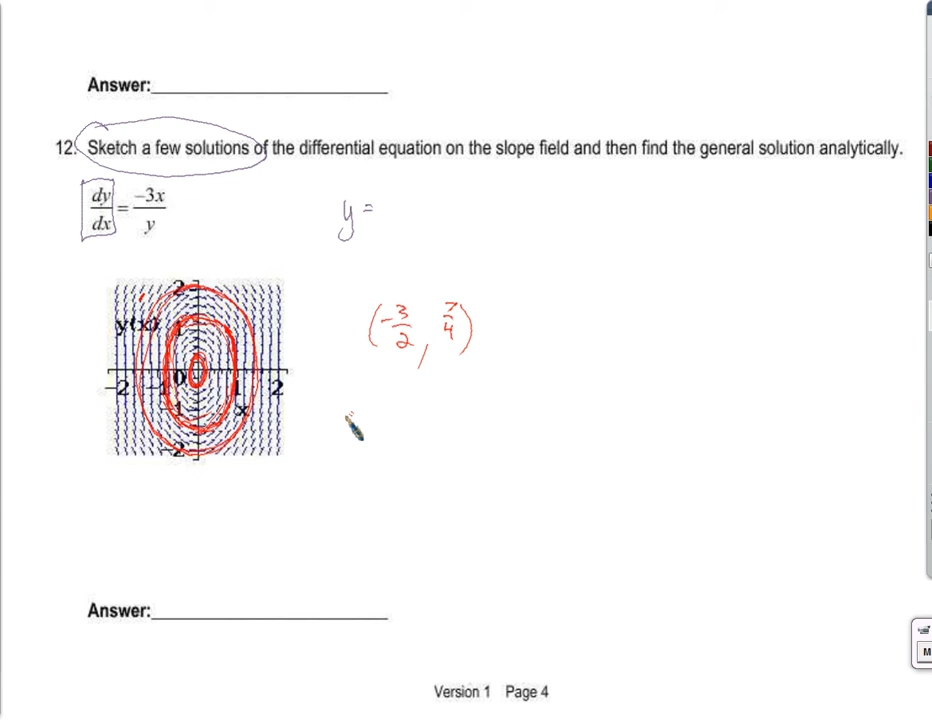 Answer:
12. Sketch a few solutions of the differential equation on the slope field and then find the general solution analytically.
dy/dx = -3x/y
y =
2
y(x) 1
(-3/2, 7/4)
-2 -1 0 1 2
-1 x
-2
Answer:
Version 1 Page 4
M